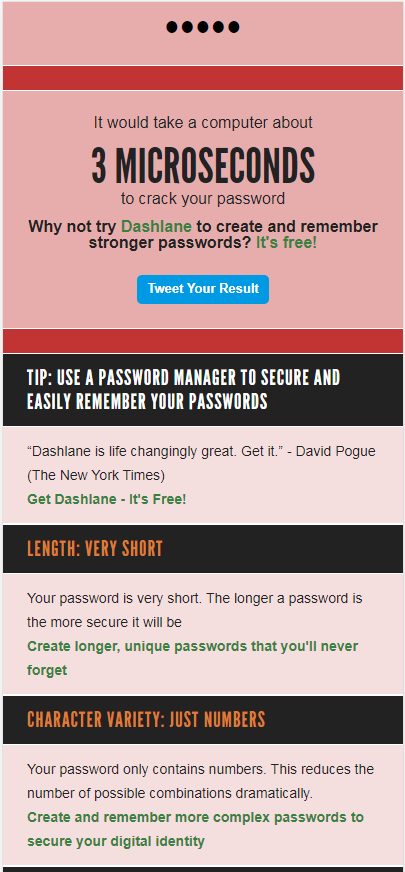 It would take a computer about
3 MICROSECONDS
to crack your password
Why not try Dashlane to create and remember
stronger passwords? It's free!
Tweet Your Result
TIP: USE A PASSWORD MANAGER TO SECURE AND
EASILY REMEMBER YOUR PASSWORDS
“Dashlane is life changingly great. Get it.” - David Pogue
(The New York Times)
Get Dashlane - It's Free!
LENGTH: VERY SHORT
Your password is very short. The longer a password is
the more secure it will be
Create longer, unique passwords that you'll never
forget
CHARACTER VARIETY: JUST NUMBERS
Your password only contains numbers. This reduces the
number of possible combinations dramatically.
Create and remember more complex passwords to
secure your digital identity